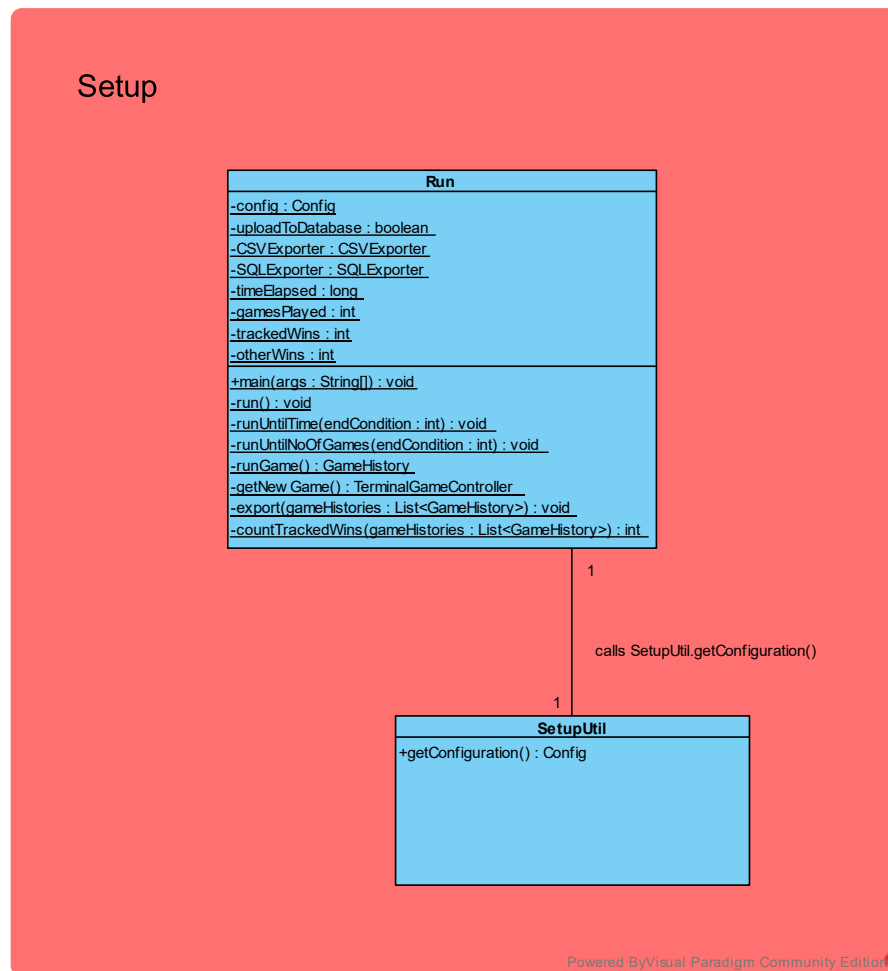 Setup
Run
-config : Config
-uploadToDatabase : boolean
-CSVExporter : CSVExporter
-SQLExporter : SQLExporter
-timeElapsed : long
-gamesPlayed : int
-trackedWins : int
-otherWins : int
+main(args : String[]) : void
-run() : void
-runUntilTime(endCondition : int) : void
-runUntilNoOfGames(endCondition : int) : void
-runGame() : GameHistory
-getNewGame() : TerminalGameController
-export(gameHistories : List<GameHistory>) : void
-countTrackedWins(gameHistories : List<GameHistory>) : int
1
calls SetupUtil.getConfiguration()
1
SetupUtil
+getConfiguration() : Config
Powered ByVisual Paradigm Community Edition